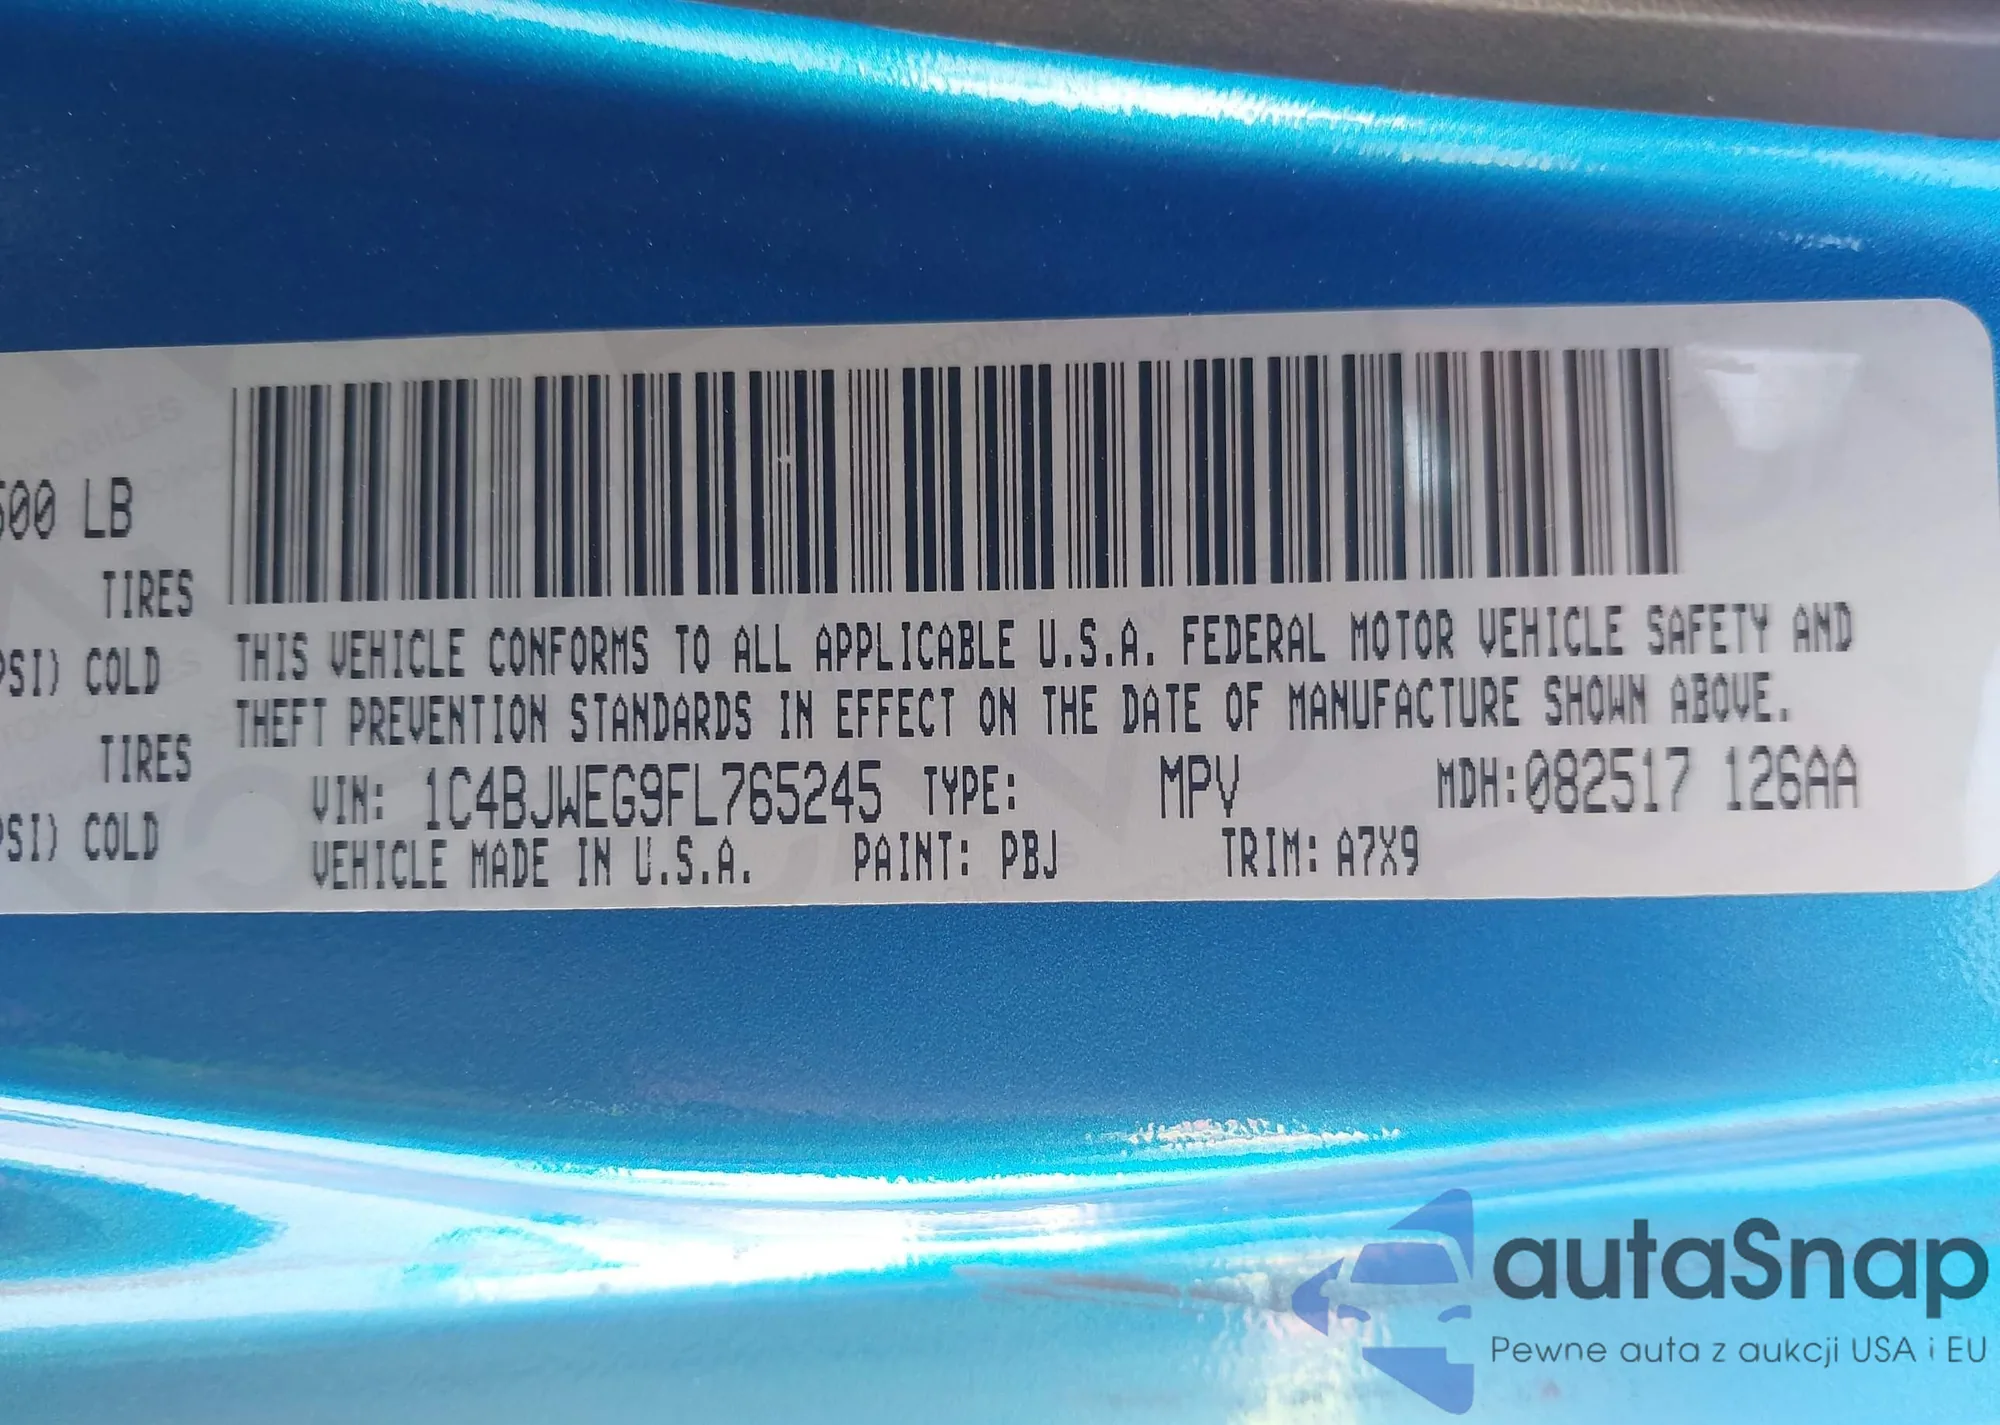 500 LB
TIRES
PSI) COLD
TIRES
PSI) COLD
THIS VEHICLE CONFORMS TO ALL APPLICABLE U.S.A. FEDERAL MOTOR VEHICLE SAFETY AND
THEFT PREVENTION STANDARDS IN EFFECT ON THE DATE OF MANUFACTURE SHOWN ABOVE.
VIN: 1C4BJWEG9FL765245 TYPE: MPV MDH:082517 126AA
VEHICLE MADE IN U.S.A. PAINT: PBJ TRIM: A7X9
autaSnap
Pewne auta z aukcji USA i EU